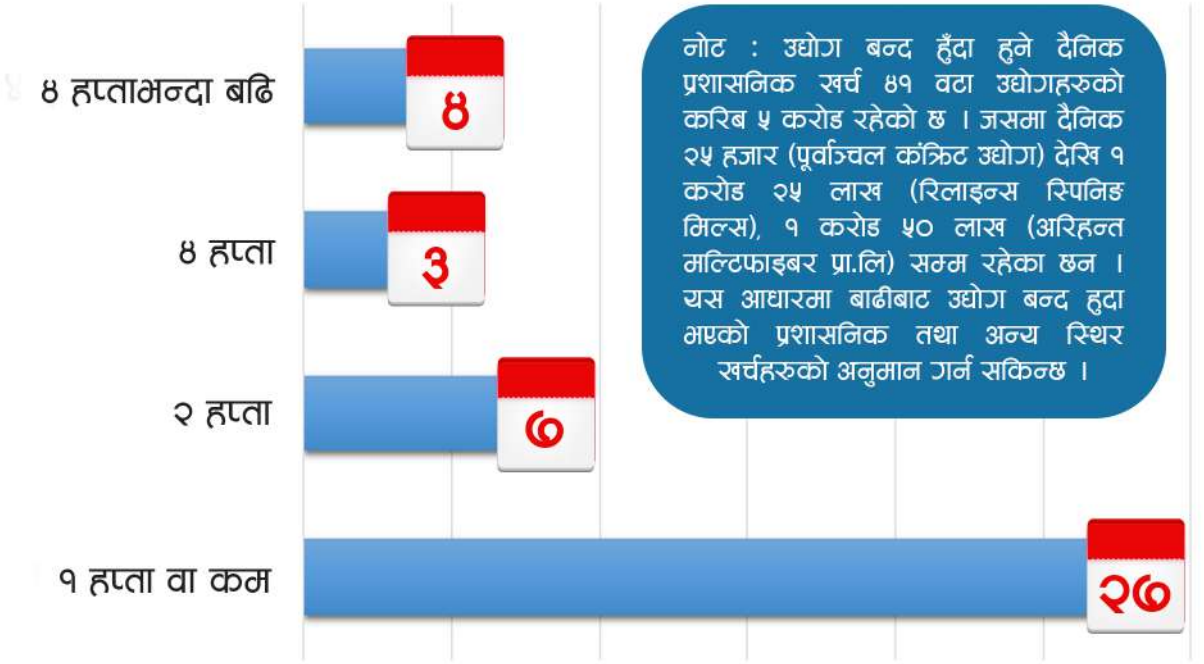 ४ हप्ताभन्दा बढि
४
४ हप्ता
३
२ हप्ता
७
१ हप्ता वा कम
२७
नोट : उद्योग बन्द हुँदा हुने दैनिक
प्रशासनिक खर्च ४१ वटा उद्योगहरुको
करिब ५ करोड रहेको छ । जसमा दैनिक
२५ हजार (पूर्वाञ्चल कंक्रिट उद्योग) देखि १
करोड २५ लाख (रिलाइन्स स्पिनिङ
मिल्स), १ करोड ५० लाख (अरिहन्त
मल्टिफाइबर प्रा.लि) सम्म रहेका छन ।
यस आधारमा बाढीबाट उद्योग बन्द हुदा
भएको प्रशासनिक तथा अन्य स्थिर
खर्चहरुको अनुमान गर्न सकिन्छ ।